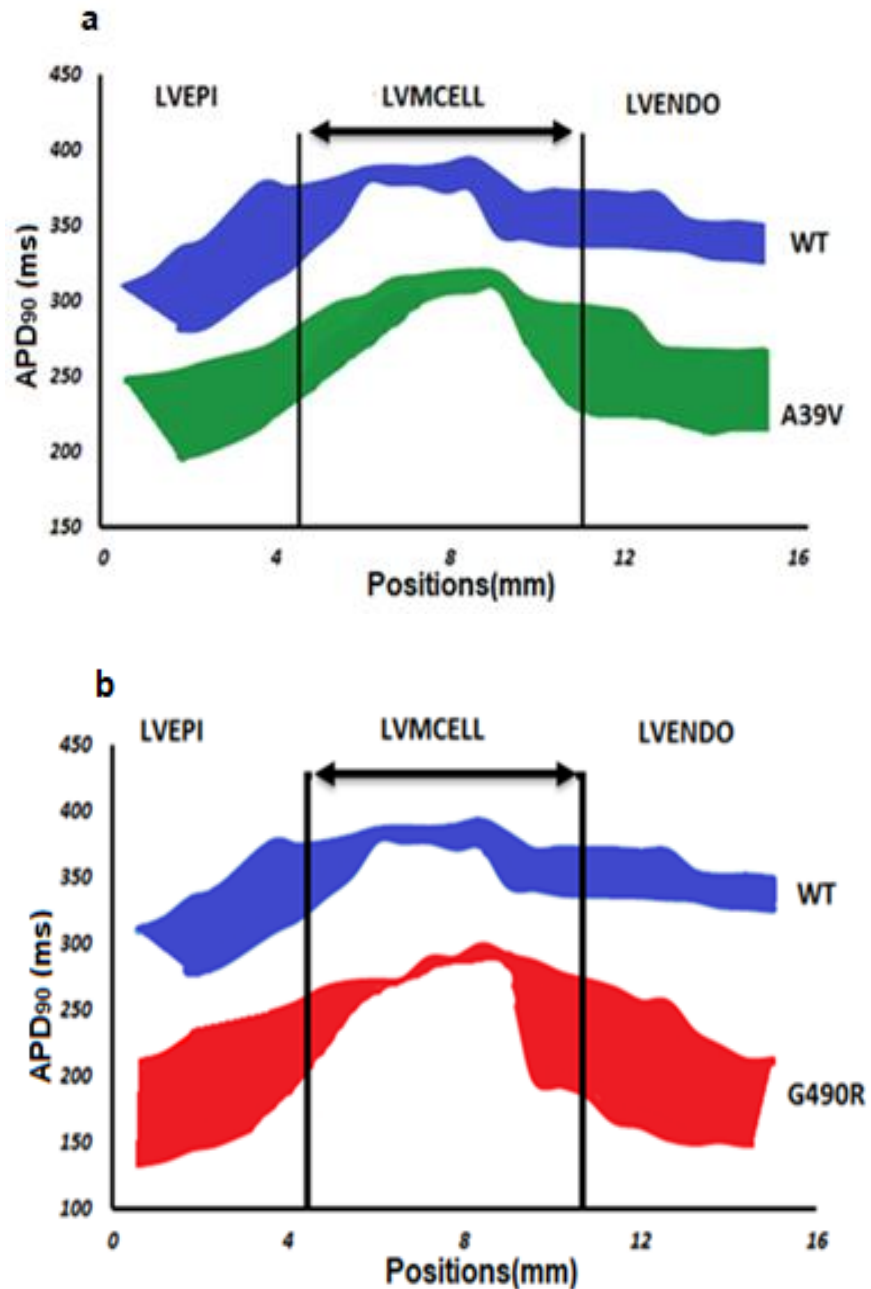 a
450
LVEPI LVMCELL LVENDO
400
350
WT
300
250
A39V
200
150
APD90 (ms)
0 4 8 12 16
Positions(mm)
b
LVEPI LVMCELL LVENDO
450
400
350
WT
300
250
200
G490R
150
100
APD90 (ms)
0 4 8 12 16
Positions(mm)